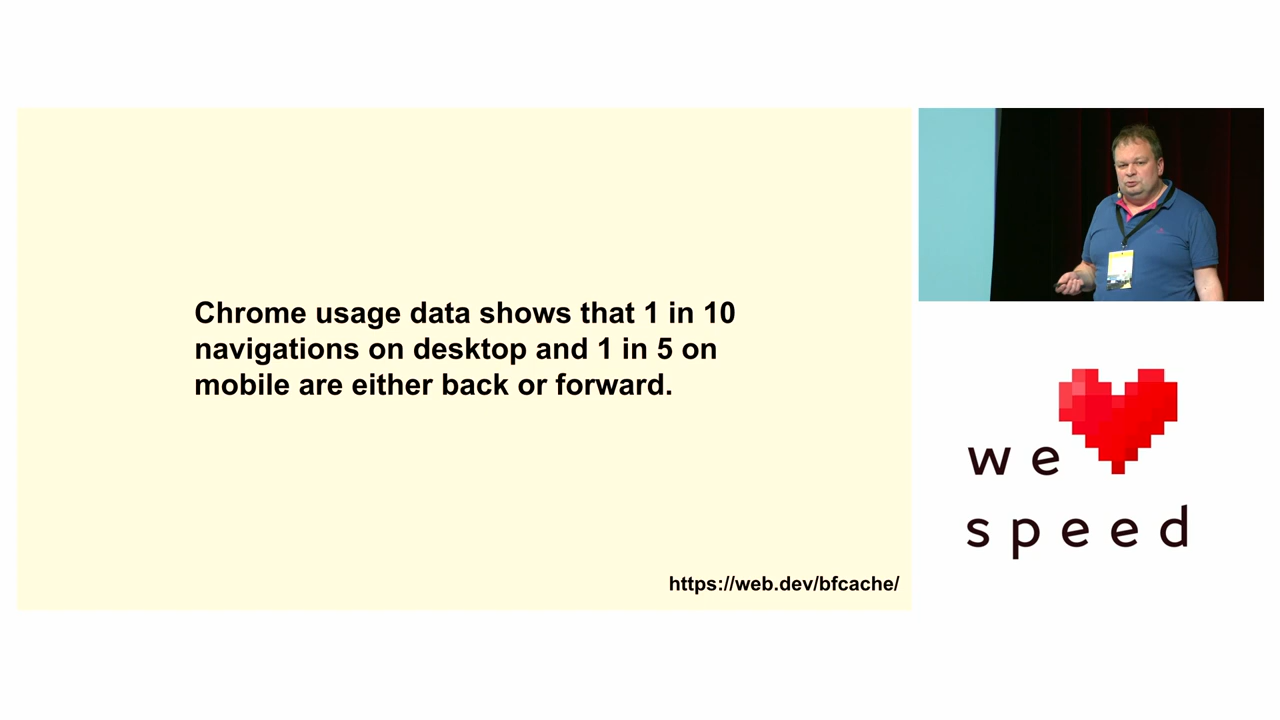 Chrome usage data shows that 1 in 10
navigations on desktop and 1 in 5 on
mobile are either back or forward.
https://web.dev/bfcache/
we
speed